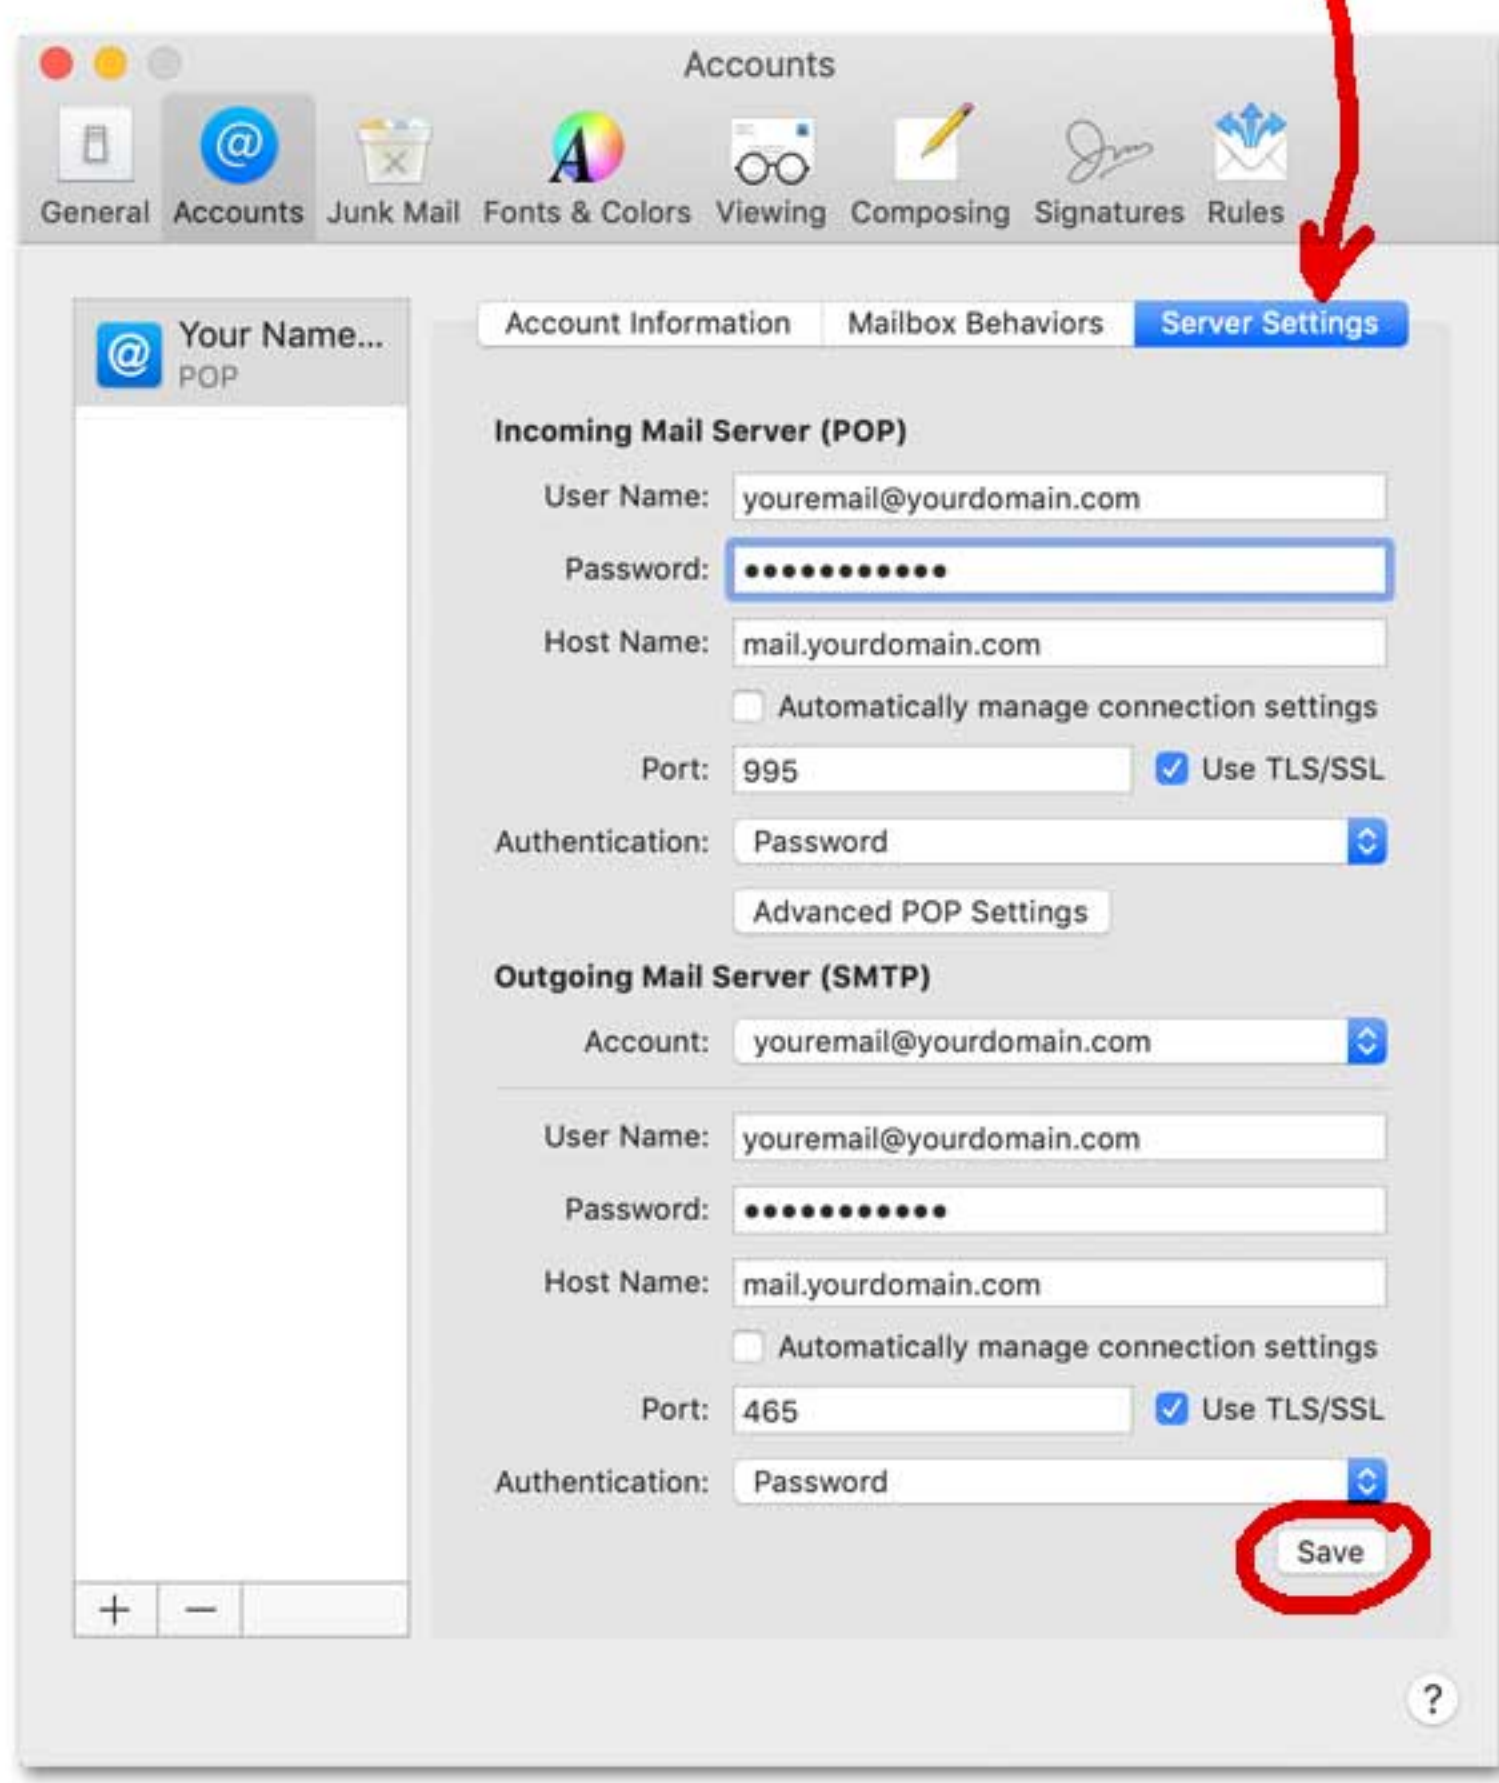 Accounts
General Accounts Junk Mail Fonts & Colors Viewing Composing Signatures Rules
Your Name...
POP
Account Information Mailbox Behaviors Server Settings
Incoming Mail Server (POP)
User Name: youremail@yourdomain.com
Password: •••••••••••
Host Name: mail.yourdomain.com
Automatically manage connection settings
Port: 995 Use TLS/SSL
Authentication: Password
Advanced POP Settings
Outgoing Mail Server (SMTP)
Account: youremail@yourdomain.com
User Name: youremail@yourdomain.com
Password: •••••••••••
Host Name: mail.yourdomain.com
Automatically manage connection settings
Port: 465 Use TLS/SSL
Authentication: Password
Save
+ −
?